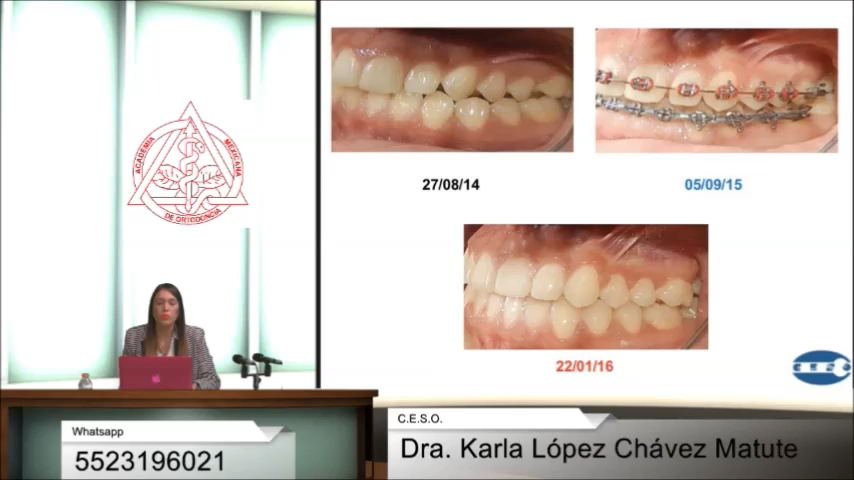 ACADEMIA
MEXICANA
DE ORTODONCIA
27/08/14
05/09/15
22/01/16
Whatsapp
5523196021
C.E.S.O.
Dra. Karla López Chávez Matute